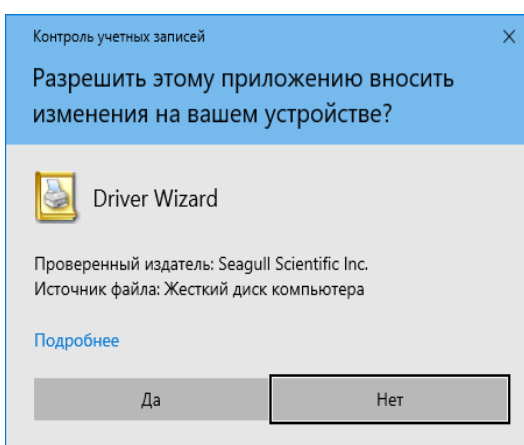 Контроль учетных записей
Разрешить этому приложению вносить
изменения на вашем устройстве?
Driver Wizard
Проверенный издатель: Seagull Scientific Inc.
Источник файла: Жесткий диск компьютера
Подробнее
Да
Нет